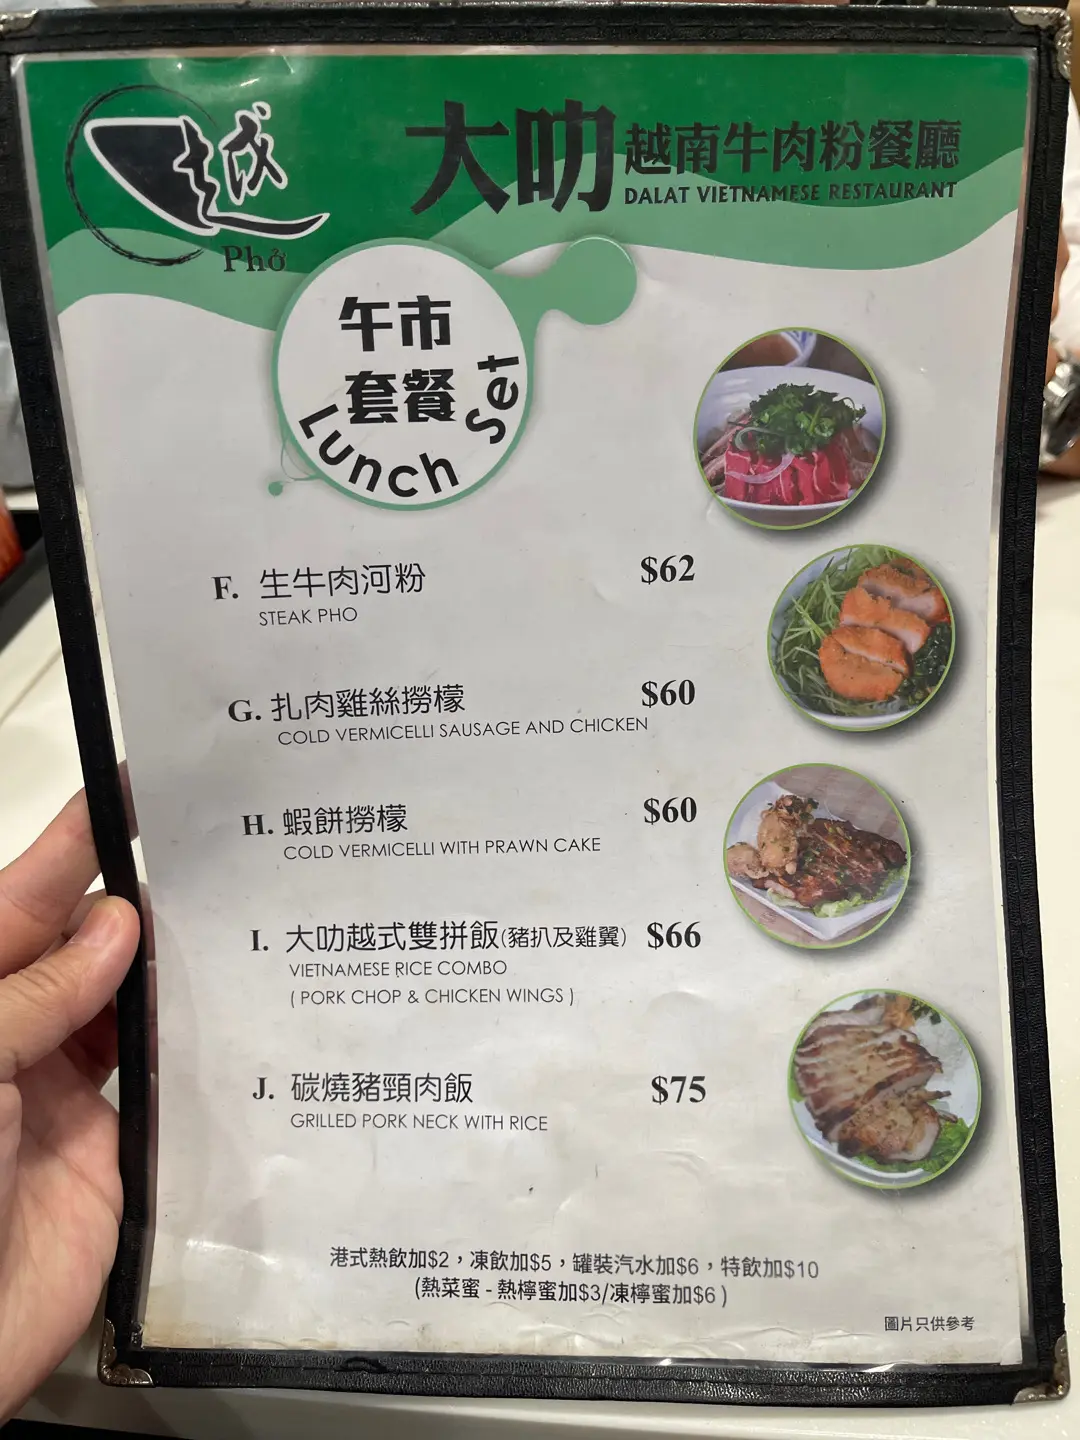 越
Phở
大叻越南牛肉粉餐廳
DALAT VIETNAMESE RESTAURANT
午市
套餐
Lunch Set
F. 生牛肉河粉 $62
STEAK PHO
G. 扎肉雞絲撈檬 $60
COLD VERMICELLI SAUSAGE AND CHICKEN
H. 蝦餅撈檬 $60
COLD VERMICELLI WITH PRAWN CAKE
I. 大叻越式雙拼飯(豬扒及雞翼) $66
VIETNAMESE RICE COMBO
( PORK CHOP & CHICKEN WINGS )
J. 碳燒豬頸肉飯 $75
GRILLED PORK NECK WITH RICE
港式熱飲加$2，凍飲加$5，罐裝汽水加$6，特飲加$10
(熱菜蜜 - 熱檸蜜加$3/凍檸蜜加$6 )
圖片只供參考